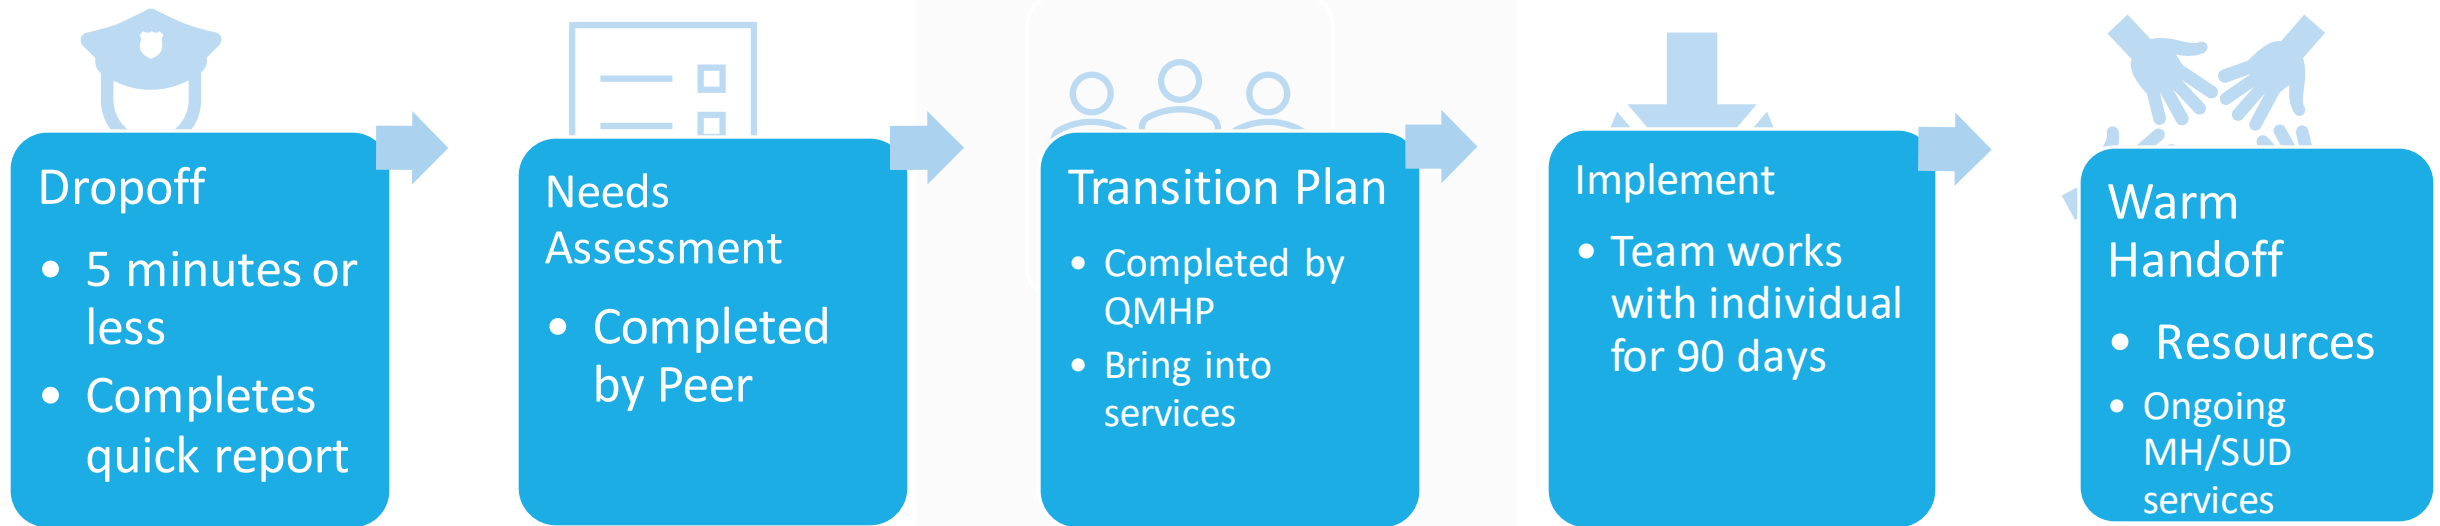 Dropoff
• 5 minutes or
less
• Completes
quick report
Needs
Assessment
• Completed
by Peer
Transition Plan
• Completed by
QMHP
• Bring into
services
Implement
• Team works
with individual
for 90 days
Warm
Handoff
• Resources
• Ongoing
MH/SUD
services